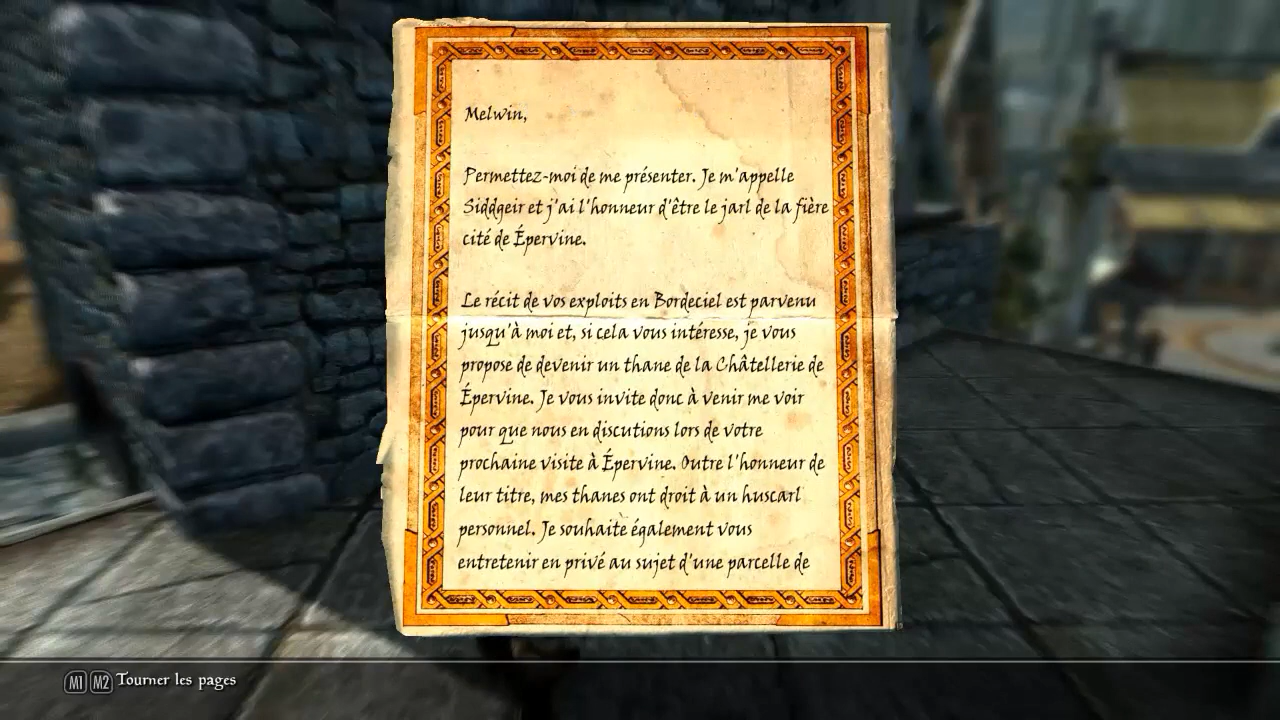 Melwin,
Permettez-moi de me présenter. Je m'appelle
Siddgeir et j'ai l'honneur d'être le jarl de la fière
cité de Épervine.
Le récit de vos exploits en Bordeciel est parvenu
jusqu'à moi et, si cela vous intéresse, je vous
propose de devenir un thane de la Châtellerie de
Épervine. Je vous invite donc à venir me voir
pour que nous en discutions lors de votre
prochaine visite à Épervine. Outre l'honneur de
leur titre, mes thanes ont droit à un huscarl
personnel. Je souhaite également vous
entretenir en privé au sujet d'une parcelle de
M1 M2 Tourner les pages